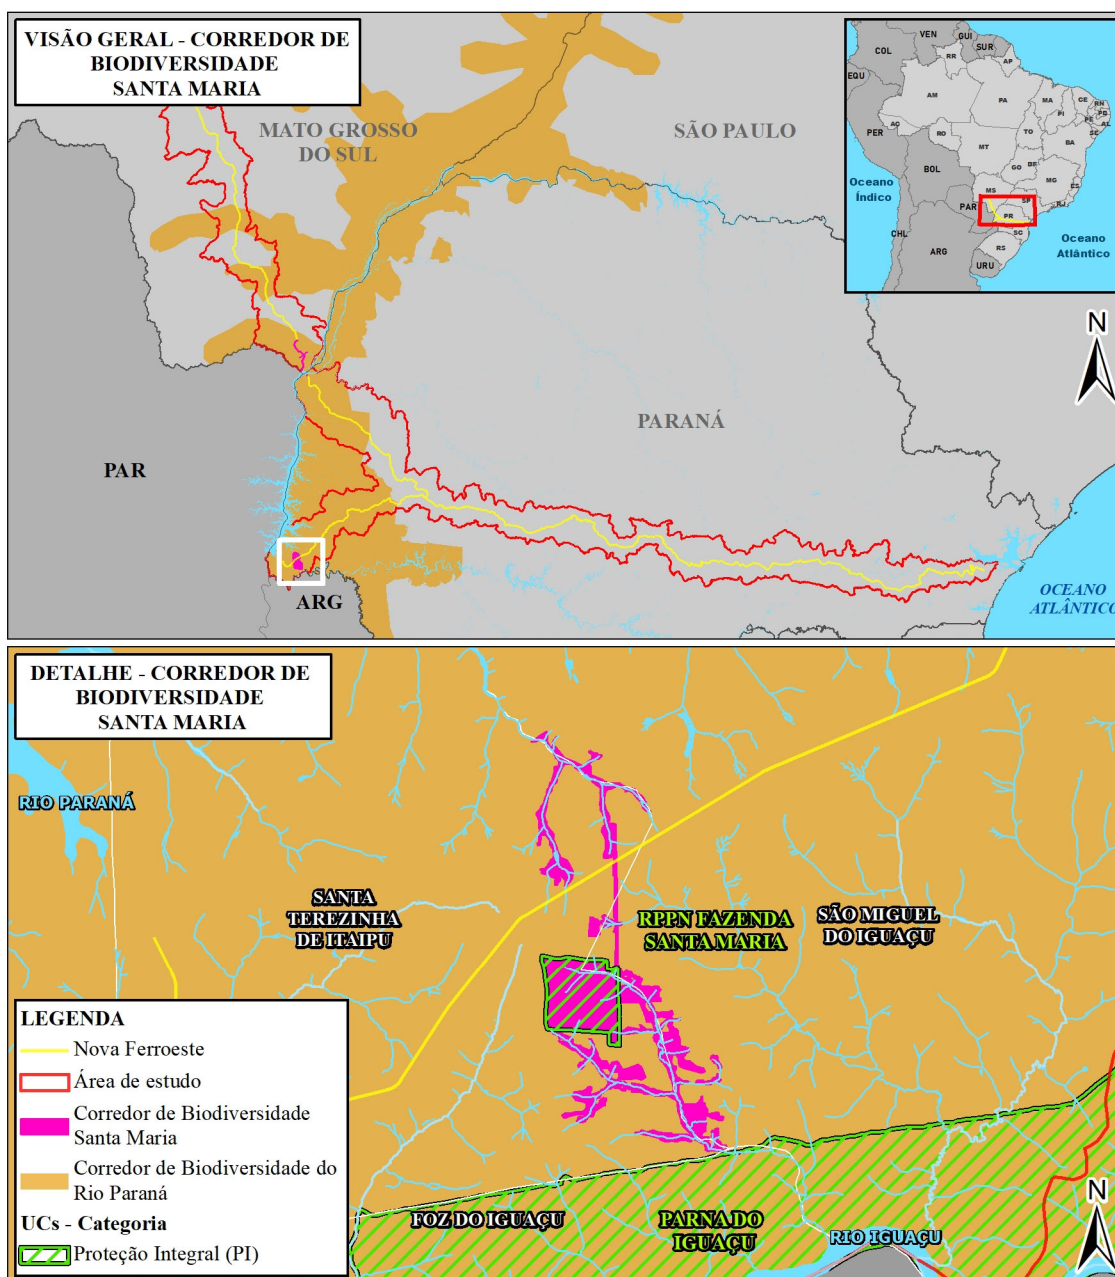 VISÃO GERAL - CORREDOR DE
BIODIVERSIDADE
SANTA MARIA
MATO GROSSO
DO SUL
SÃO PAULO
PARANÁ
PAR
ARG
OCEANO
ATLÂNTICO
COL
VEN
GUI
SUR
EQU
RR
AP
AM
PA
MA
CE
RN
PB
PE
AL
SE
PI
AC
RO
TO
BA
PER
MT
BOL
GO
DF
MG
ES
MS
SP
RJ
PAR
PR
SC
CHL
ARG
RS
URU
Oceano
Índico
Oceano
Atlântico
N
DETALHE - CORREDOR DE
BIODIVERSIDADE
SANTA MARIA
RIO PARANÁ
SANTA
TEREZINHA
DE ITAIPU
RPPN FAZENDA
SANTA MARIA
SÃO MIGUEL
DO IGUAÇU
FOZ DO IGUAÇU
PARNA DO
IGUAÇU
RIO IGUAÇU
N
LEGENDA
Nova Ferroeste
Área de estudo
Corredor de Biodiversidade
Santa Maria
Corredor de Biodiversidade do
Rio Paraná
UCs - Categoria
Proteção Integral (PI)